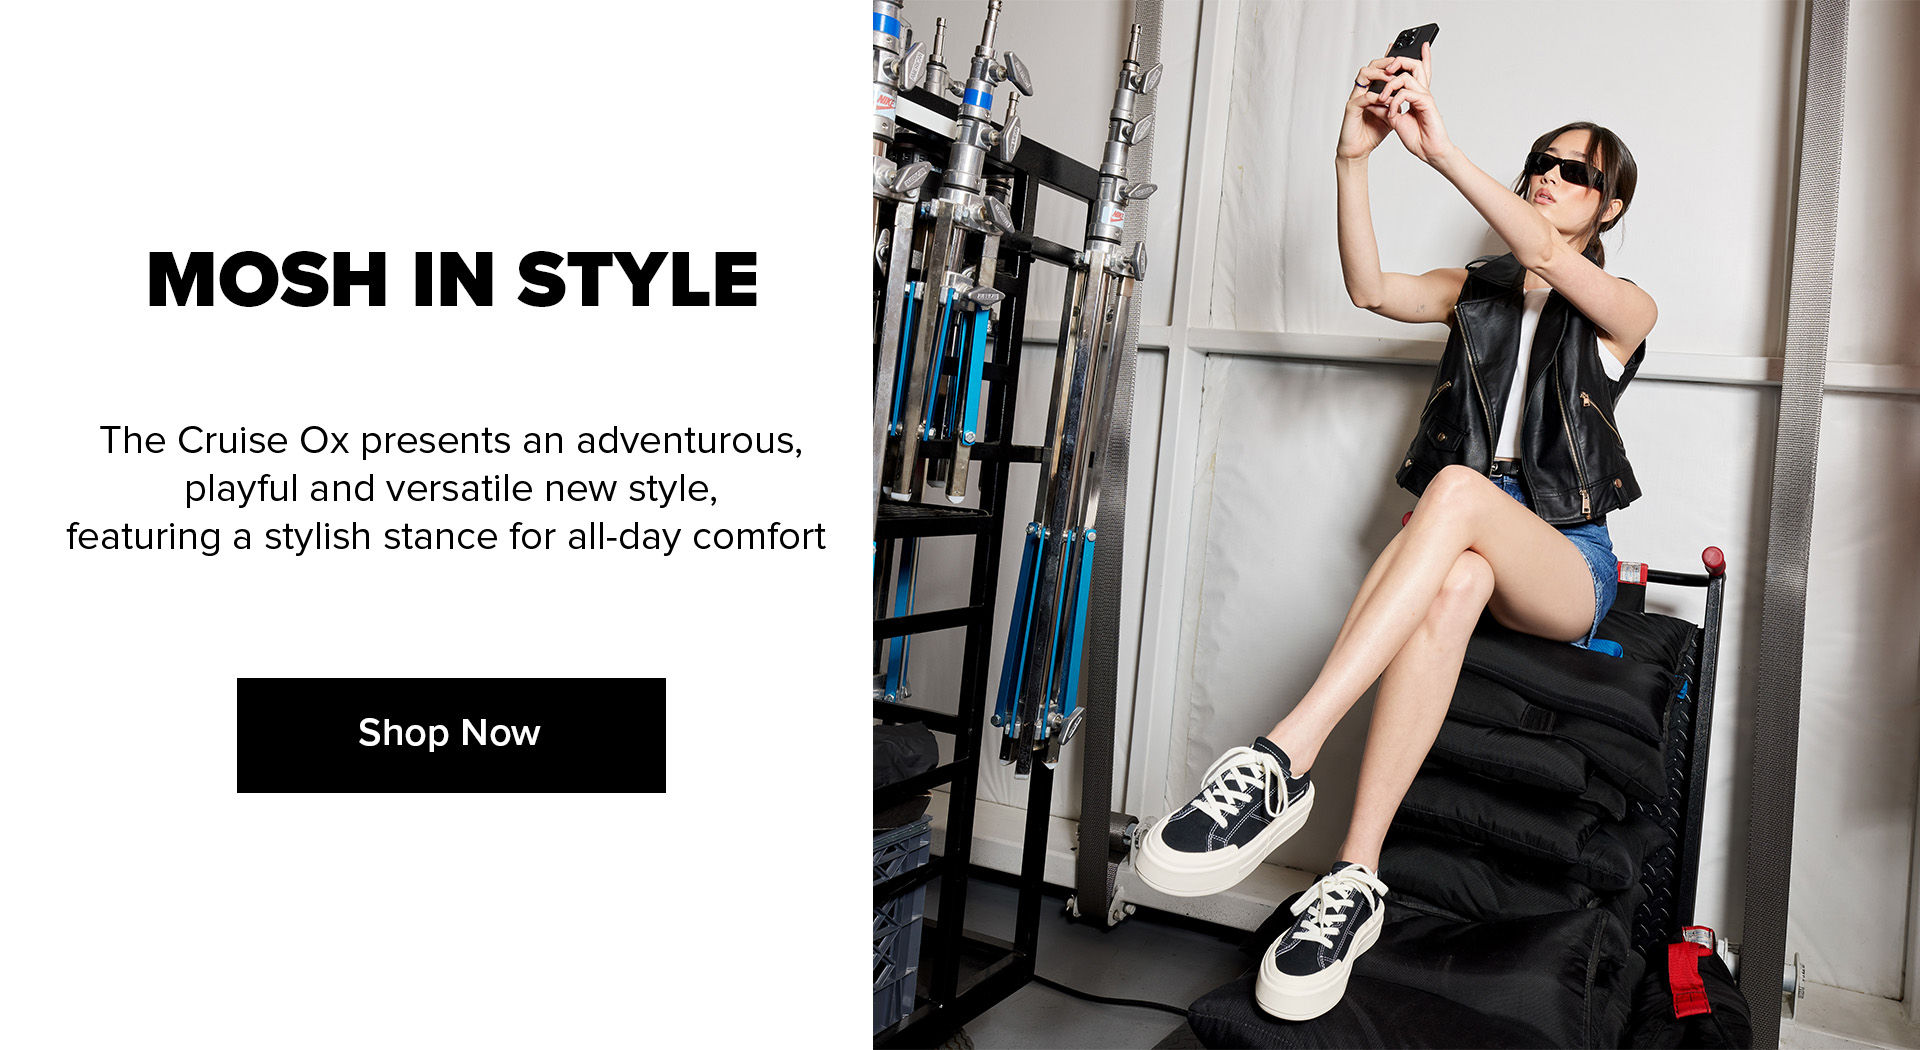 MOSH IN STYLE
The Cruise Ox presents an adventurous,
playful and versatile new style,
featuring a stylish stance for all-day comfort
Shop Now
NIKE